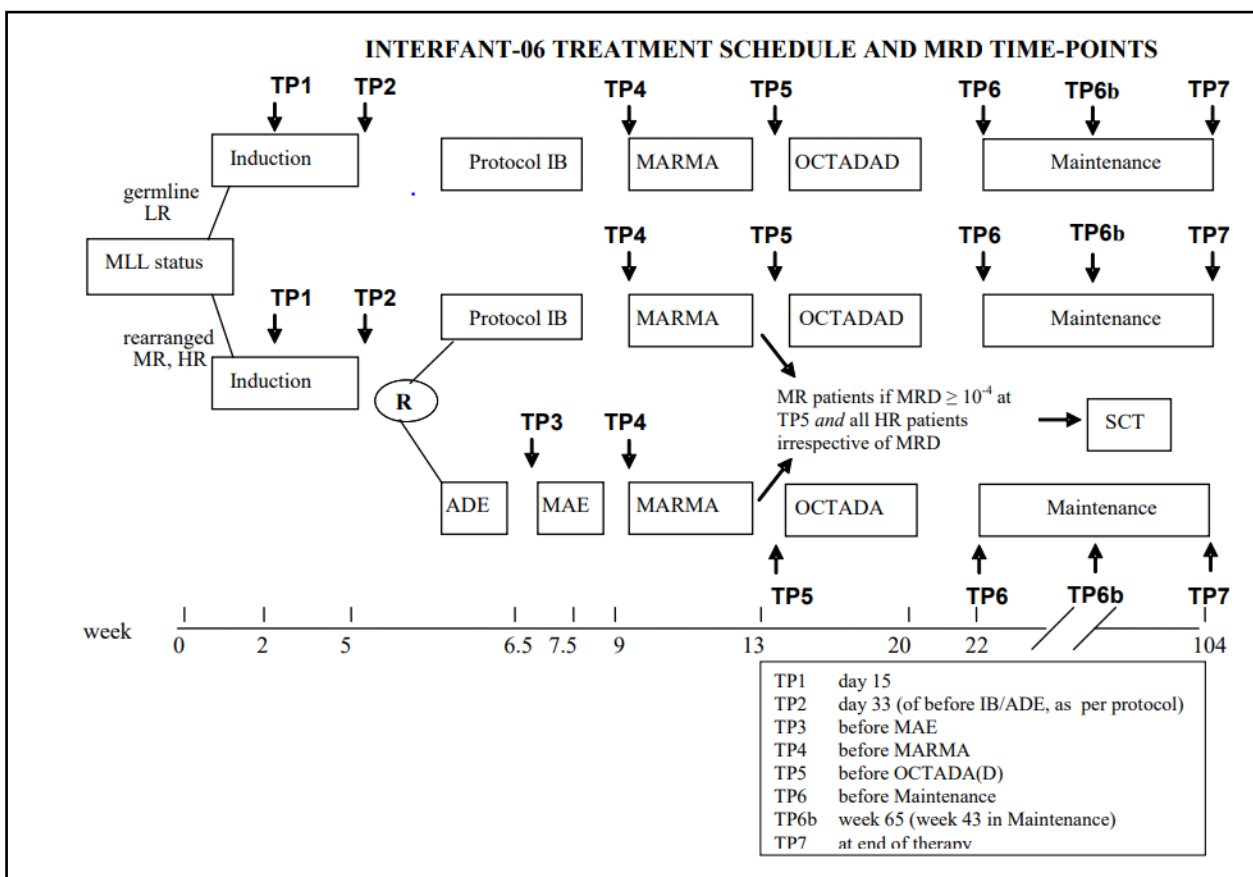 INTERFANT-06 TREATMENT SCHEDULE AND MRD TIME-POINTS
TP1 TP2 TP4 TP5 TP6 TP6b TP7
Induction Protocol IB MARMA OCTADAD Maintenance
germline
LR
MLL status
TP4 TP5 TP6 TP6b TP7
TP1 TP2
Protocol IB MARMA OCTADAD Maintenance
rearranged
MR, HR
Induction
R
MR patients if MRD ≥ 10⁻⁴ at
TP5 and all HR patients
irrespective of MRD
SCT
TP3 TP4
ADE MAE MARMA OCTADA Maintenance
TP5 TP6 TP6b TP7
week 0 2 5 6.5 7.5 9 13 20 22 104
TP1 day 15
TP2 day 33 (of before IB/ADE, as per protocol)
TP3 before MAE
TP4 before MARMA
TP5 before OCTADA(D)
TP6 before Maintenance
TP6b week 65 (week 43 in Maintenance)
TP7 at end of therapy